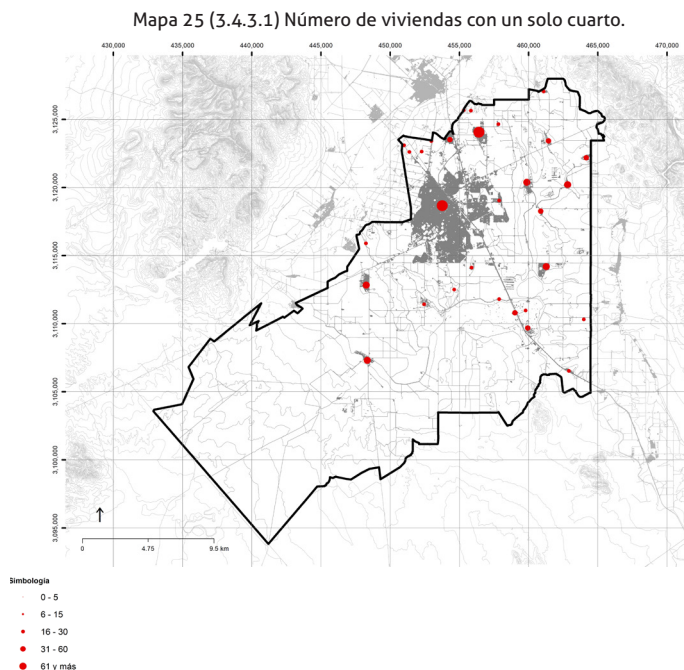 Mapa 25 (3.4.3.1) Número de viviendas con un solo cuarto.
430,000 435,000 440,000 445,000 450,000 455,000 460,000 465,000 470,000
3,125,000
3,120,000
3,115,000
3,110,000
3,105,000
3,100,000
3,095,000
0 4.75 9.5 km
Simbología
0 - 5
6 - 15
16 - 30
31 - 60
61 y más